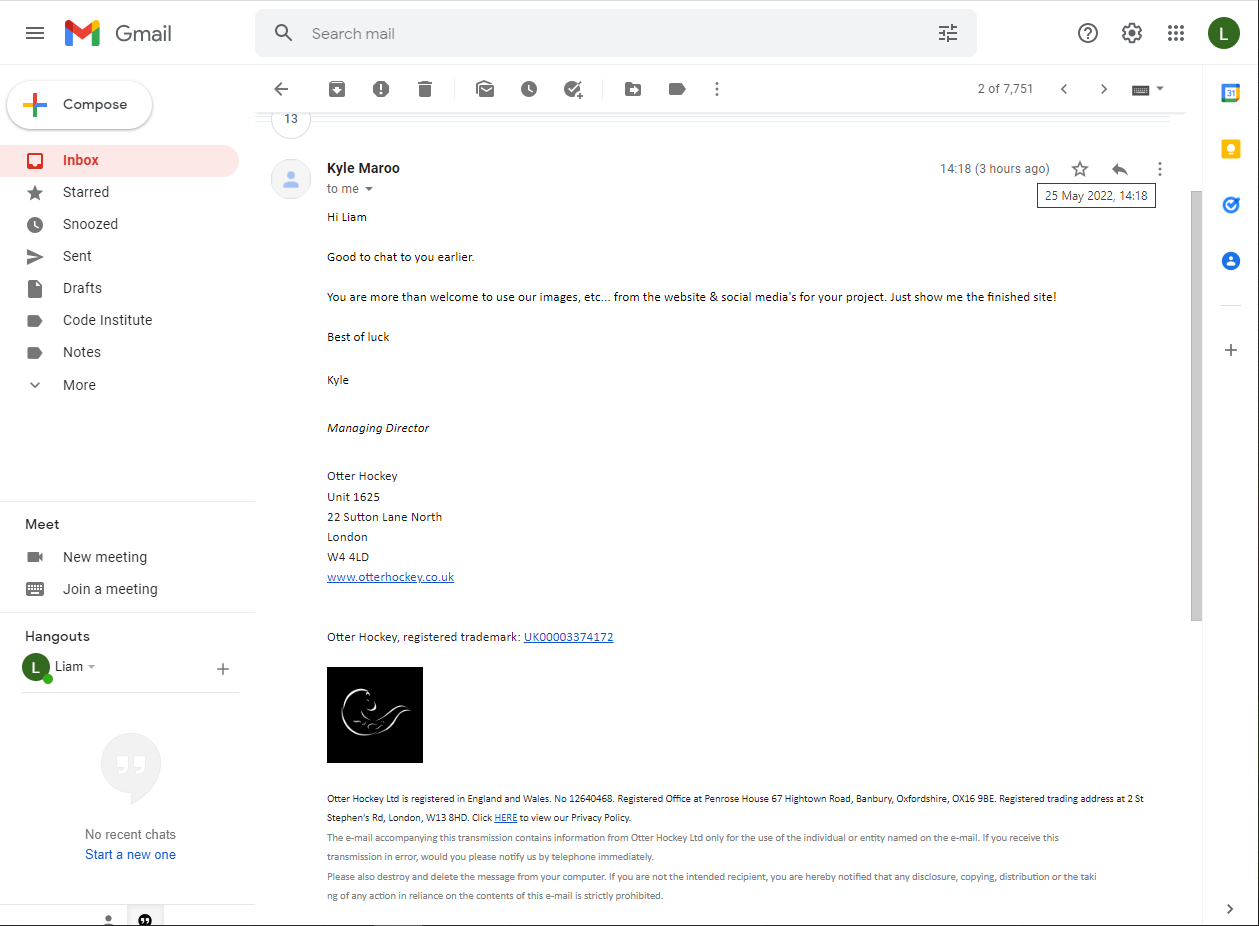 Gmail
Search mail
L
Compose
2 of 7,751
31
13
Inbox
Starred
Snoozed
Sent
Drafts
Code Institute
Notes
More
Kyle Maroo
14:18 (3 hours ago)
to me
25 May 2022, 14:18
Hi Liam
Good to chat to you earlier.
You are more than welcome to use our images, etc... from the website & social media's for your project. Just show me the finished site!
Best of luck
Kyle
Managing Director
Otter Hockey
Unit 1625
22 Sutton Lane North
London
W4 4LD
www.otterhockey.co.uk
Otter Hockey, registered trademark: UK00003374172
Otter Hockey Ltd is registered in England and Wales. No 12640468. Registered Office at Penrose House 67 Hightown Road, Banbury, Oxfordshire, OX16 9BE. Registered trading address at 2 St
Stephen's Rd, London, W13 8HD. Click HERE to view our Privacy Policy.
The e-mail accompanying this transmission contains information from Otter Hockey Ltd only for the use of the individual or entity named on the e-mail. If you receive this
transmission in error, would you please notify us by telephone immediately.
Please also destroy and delete the message from your computer. If you are not the intended recipient, you are hereby notified that any disclosure, copying, distribution or the taki
ng of any action in reliance on the contents of this e-mail is strictly prohibited.
Meet
New meeting
Join a meeting
Hangouts
L
Liam
No recent chats
Start a new one